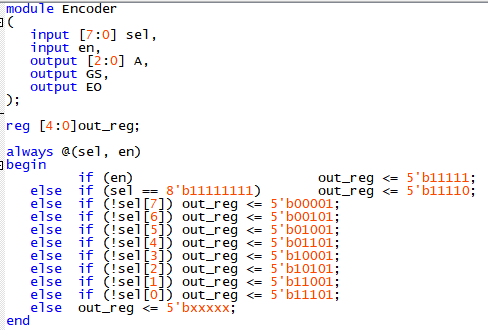 module Encoder
(
input [7:0] sel,
input en,
output [2:0] A,
output GS,
output EO
);
reg [4:0]out_reg;
always @(sel, en)
begin
if (en) out_reg <= 5'b11111;
else if (sel == 8'b11111111) out_reg <= 5'b11110;
else if (!sel[7]) out_reg <= 5'b00001;
else if (!sel[6]) out_reg <= 5'b00101;
else if (!sel[5]) out_reg <= 5'b01001;
else if (!sel[4]) out_reg <= 5'b01101;
else if (!sel[3]) out_reg <= 5'b10001;
else if (!sel[2]) out_reg <= 5'b10101;
else if (!sel[1]) out_reg <= 5'b11001;
else if (!sel[0]) out_reg <= 5'b11101;
else out_reg <= 5'bxxxxx;
end